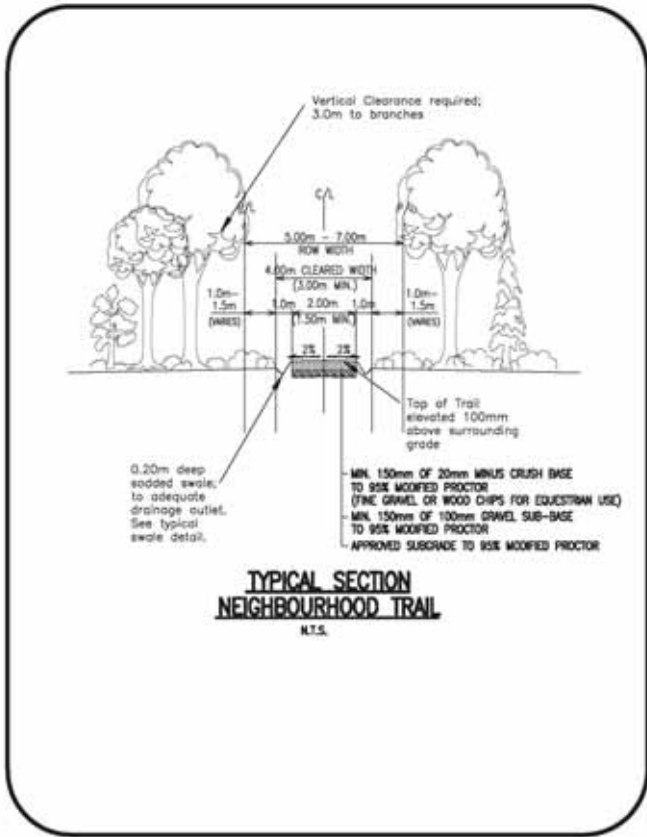 Vertical Clearance required;
3.0m to branches
C/L
5.00m - 7.00m
ROW WIDTH
4.00m CLEARED WIDTH
(3.00m MIN.)
1.0m-
1.5m
(VARIES)
1.0m 2.00m 1.0m
(1.50m MIN.)
1.0m-
1.5m
(VARIES)
2% 2%
Top of Trail
elevated 100mm
above surrounding
grade
0.20m deep
sodded swale;
to adequate
drainage outlet.
See typical
swale detail.
MIN. 150mm OF 20mm MINUS CRUSH BASE
TO 95% MODIFIED PROCTOR
(FINE GRAVEL OR WOOD CHIPS FOR EQUESTRIAN USE)
MIN. 150mm OF 100mm GRAVEL SUB-BASE
TO 95% MODIFIED PROCTOR
APPROVED SUBGRADE TO 95% MODIFIED PROCTOR
TYPICAL SECTION
NEIGHBOURHOOD TRAIL
N.T.S.